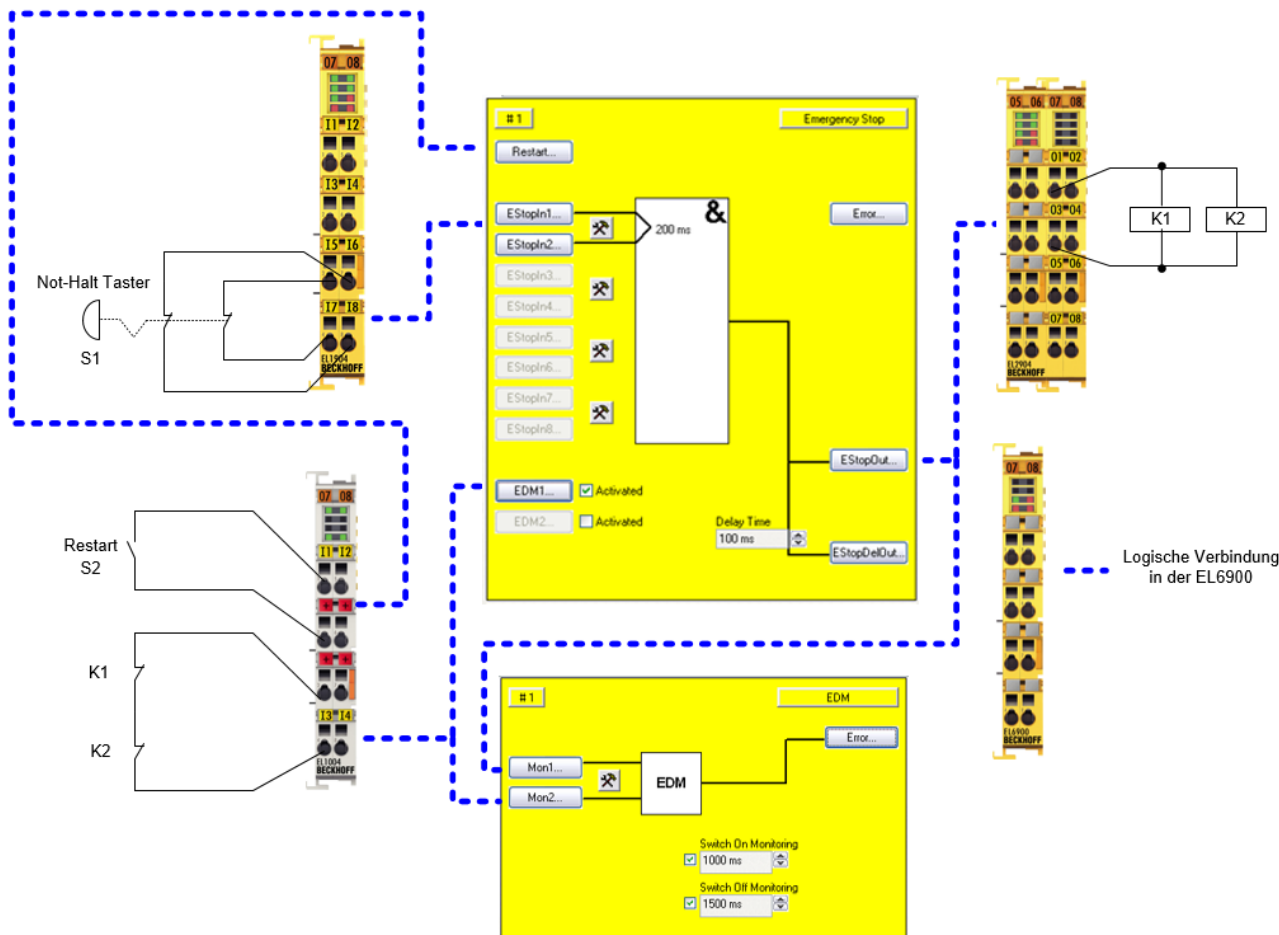 07_08
I1 I2
I3 I4
I5 I6
I7 I8
EL1904
BECKHOFF
Not-Halt Taster
S1
# 1
Emergency Stop
Restart...
EStopIn1...
EStopIn2...
EStopIn3...
EStopIn4...
EStopIn5...
EStopIn6...
EStopIn7...
EStopIn8...
&
200 ms
Error...
EStopOut...
EDM1...
Activated
EDM2...
Activated
Delay Time
100 ms
EStopDelOut...
05_06 07_08
01 02
03 04
05 06
07 08
EL2904
BECKHOFF
K1
K2
07_08
I1 I2
+ +
+ +
I3 I4
EL1004
BECKHOFF
Restart
S2
K1
K2
07_08
EL6900
BECKHOFF
Logische Verbindung
in der EL6900
# 1
EDM
Error...
Mon1...
Mon2...
EDM
Switch On Monitoring
1000 ms
Switch Off Monitoring
1500 ms